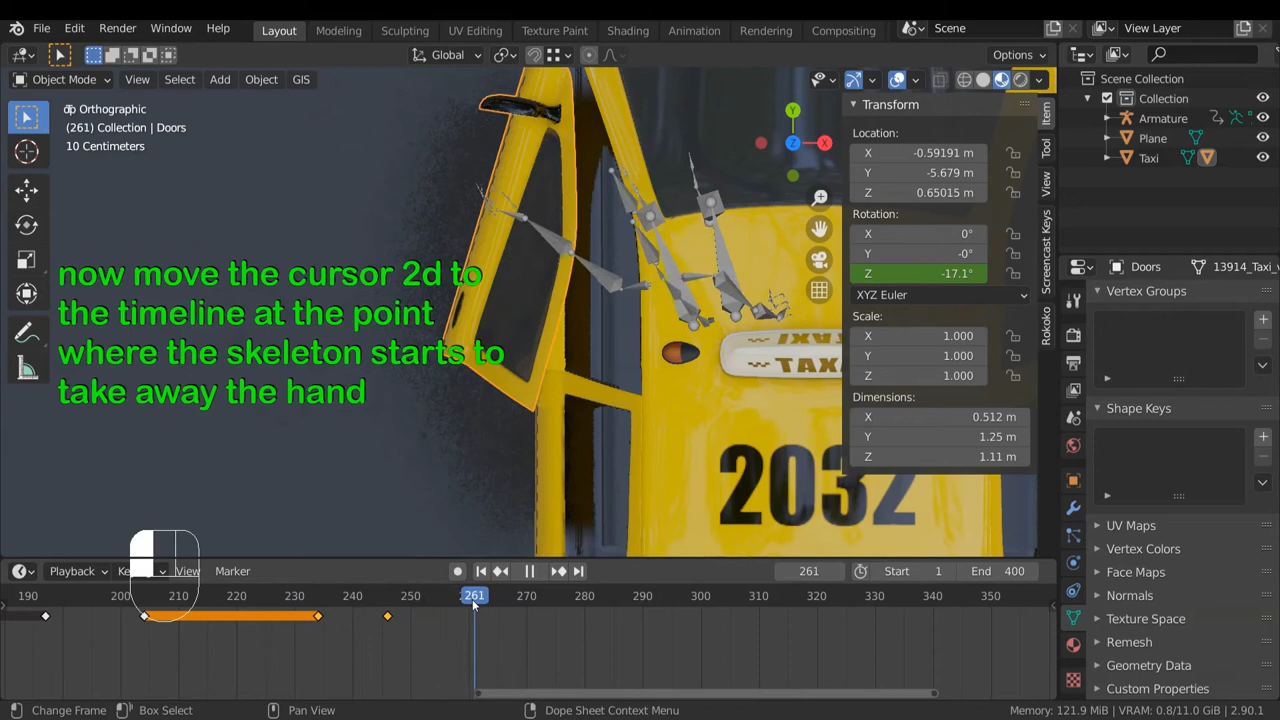 File Edit Render Window Help Layout Modeling Sculpting UV Editing Texture Paint Shading Animation Rendering Compositing Scene View Layer
Global Options
Object Mode View Select Add Object GIS
Scene Collection
Collection
Armature
Plane
Taxi
Orthographic
(261) Collection | Doors
10 Centimeters
Y
X
Z
Transform
Location:
X -0.59191 m
Y -5.679 m
Z 0.65015 m
Rotation:
X 0°
Y -0°
Z -17.1°
XYZ Euler
Scale:
X 1.000
Y 1.000
Z 1.000
Dimensions:
X 0.512 m
Y 1.25 m
Z 1.11 m
Item
Tool
View
Screencast Keys
Rokoko
now move the cursor 2d to
the timeline at the point
where the skeleton starts to
take away the hand
2032
Doors 13914_Taxi_v
Vertex Groups
Shape Keys
UV Maps
Vertex Colors
Face Maps
Normals
Texture Space
Remesh
Geometry Data
Custom Properties
Playback View Marker 261 Start 1 End 400
190 200 210 220 230 240 250 261 270 280 290 300 310 320 330 340 350
Change Frame Box Select Pan View Dope Sheet Context Menu Memory: 121.9 MiB | VRAM: 0.8/11.0 GiB | 2.90.1